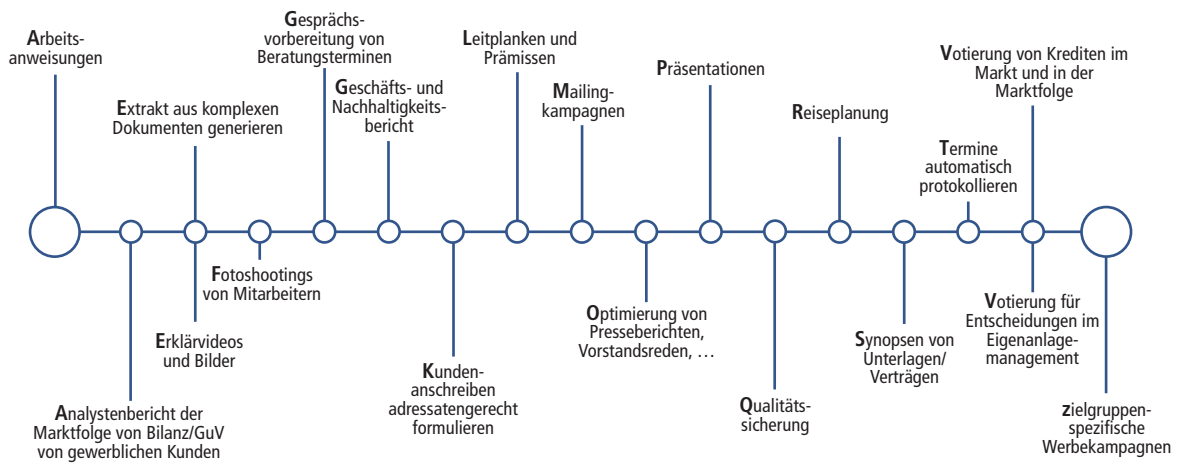 Arbeits-
anweisungen
Analystenbericht der
Marktfolge von Bilanz/GuV
von gewerblichen Kunden
Extrakt aus komplexen
Dokumenten generieren
Erklärvideos
und Bilder
Fotoshootings
von Mitarbeitern
Gesprächs-
vorbereitung von
Beratungsterminen
Geschäfts- und
Nachhaltigkeits-
bericht
Kunden-
anschreiben
adressatengerecht
formulieren
Leitplanken und
Prämissen
Mailing-
kampagnen
Optimierung von
Presseberichten,
Vorstandsreden, …
Präsentationen
Qualitäts-
sicherung
Reiseplanung
Synopsen von
Unterlagen/
Verträgen
Termine
automatisch
protokollieren
Votierung von Krediten im
Markt und in der
Marktfolge
Votierung für
Entscheidungen im
Eigenanlage-
management
zielgruppen-
spezifische
Werbekampagnen